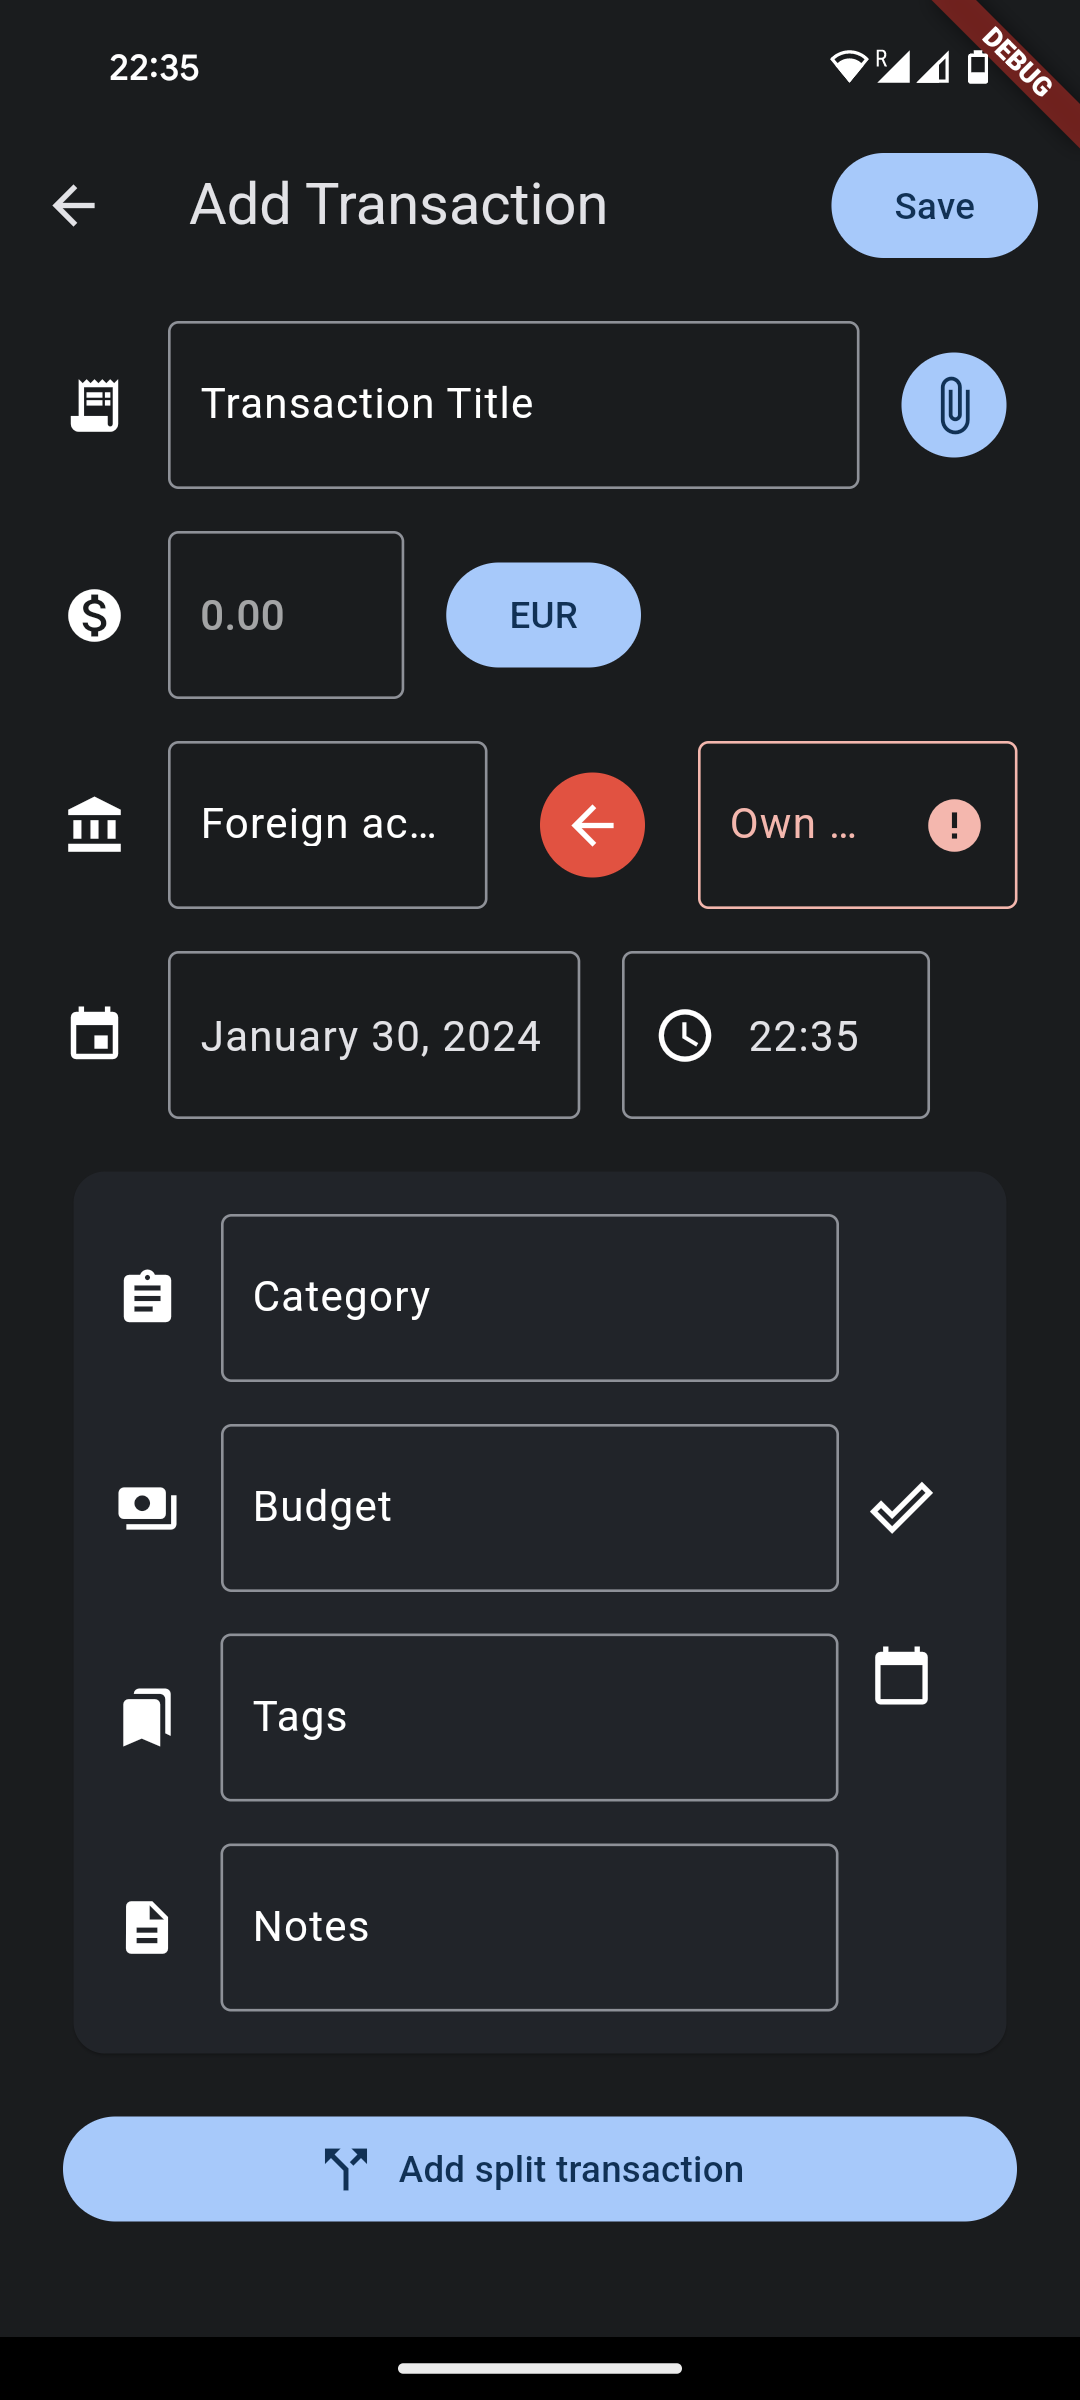 22:35
R
DEBUG
Add Transaction
Save
Transaction Title
0.00
EUR
Foreign ac...
Own ...
January 30, 2024
22:35
Category
Budget
Tags
Notes
Add split transaction